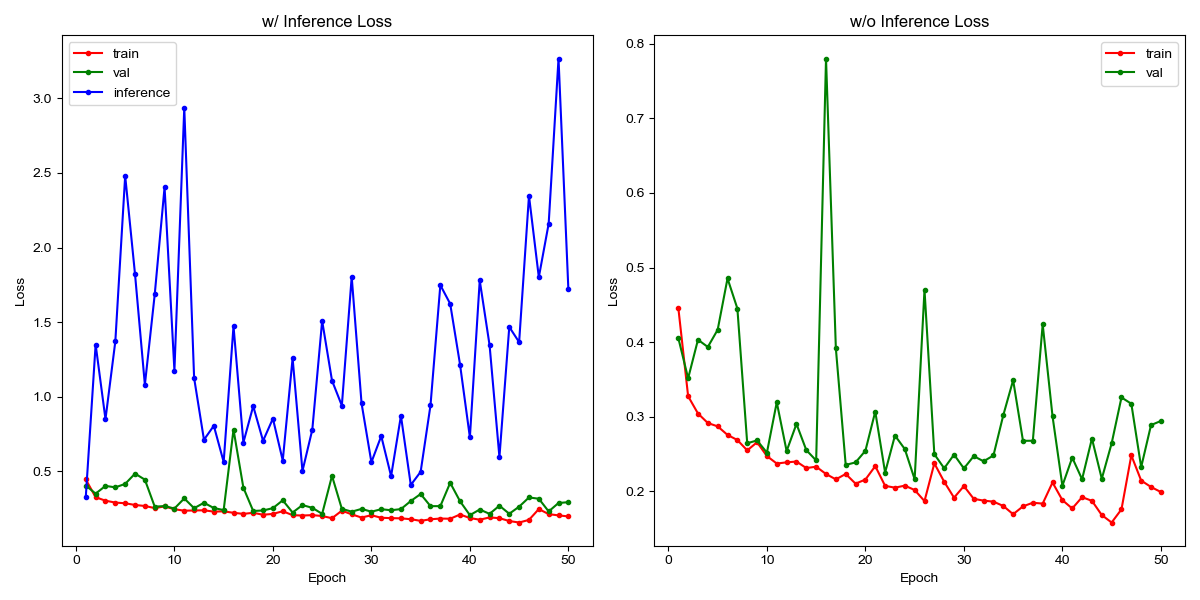 w/ Inference Loss
train
val
inference
3.0
2.5
2.0
1.5
1.0
0.5
Loss
0 10 20 30 40 50
Epoch
w/o Inference Loss
train
val
0.8
0.7
0.6
0.5
0.4
0.3
0.2
Loss
0 10 20 30 40 50
Epoch